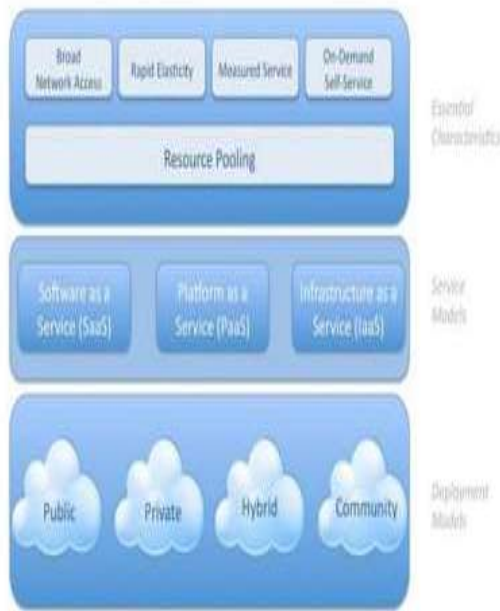 Broad
Network Access
Rapid Elasticity
Measured Service
On-Demand
Self-Service
Resource Pooling
Essential
Characteristics
Software as a
Service (SaaS)
Platform as a
Service (PaaS)
Infrastructure as a
Service (IaaS)
Service
Models
Public
Private
Hybrid
Community
Deployment
Models